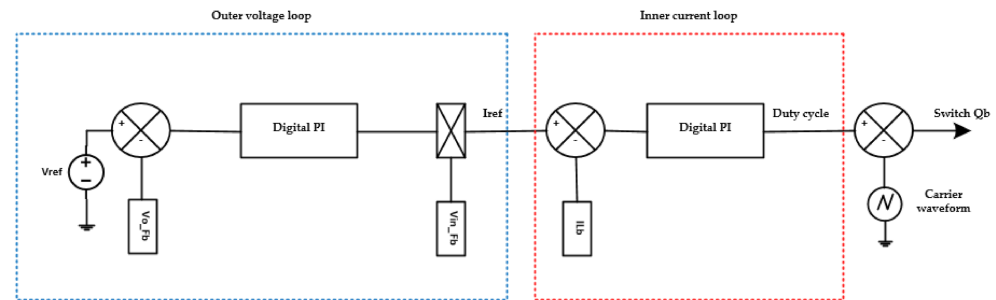 Outer voltage loop
Inner current loop
+
-
Digital PI
Iref
+
-
Digital PI
Duty cycle
+
-
Switch Qb
Vref
+
−
Vo_Fb
Vin_Fb
ILb
Carrier
waveform